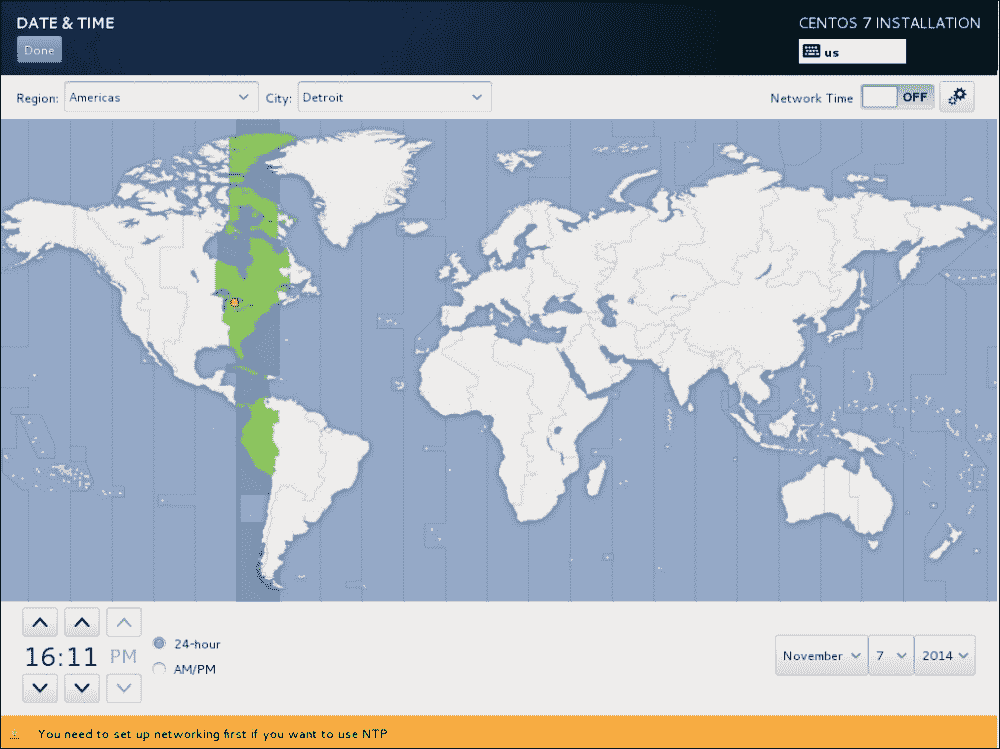 DATE & TIME
CENTOS 7 INSTALLATION
Done
us
Region: Americas City: Detroit Network Time OFF
24-hour
16:11 PM
AM/PM
November 7 2014
You need to set up networking first if you want to use NTP